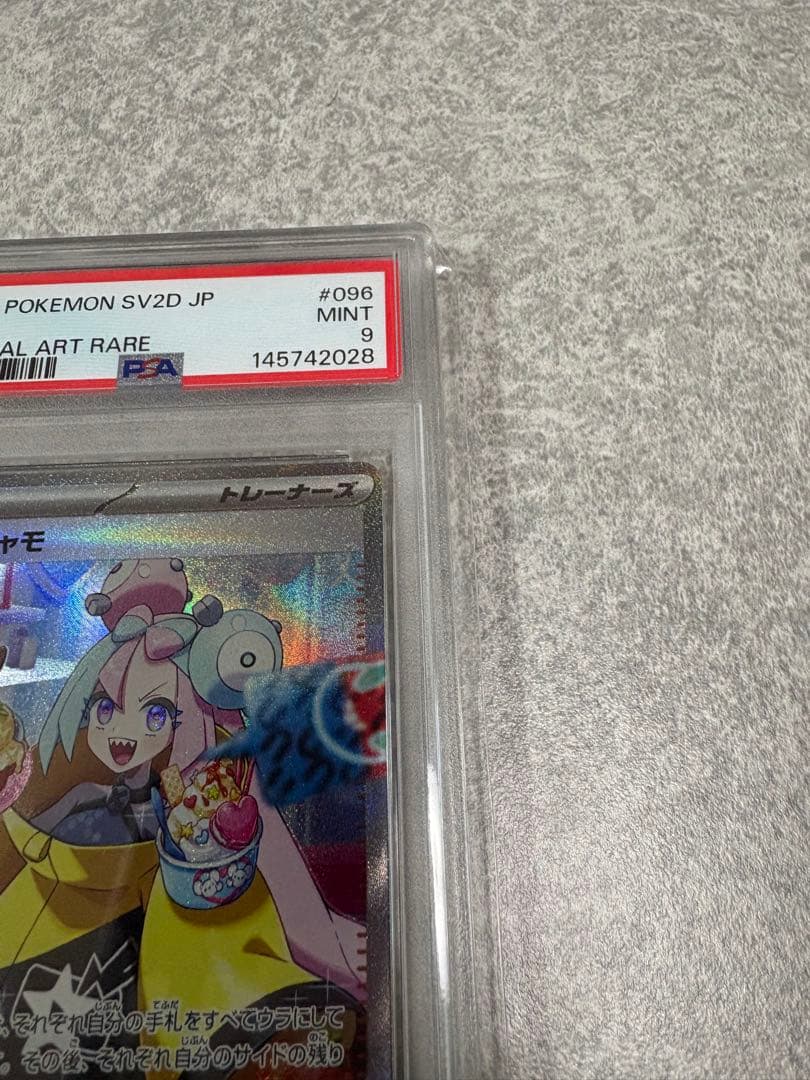 POKEMON SV2D JP
#096
MINT
AL ART RARE
9
PSA
145742028
トレーナーズ
ャモ
それぞれ自分の手札をすべてウラにして
その後、それぞれ自分のサイドの残り